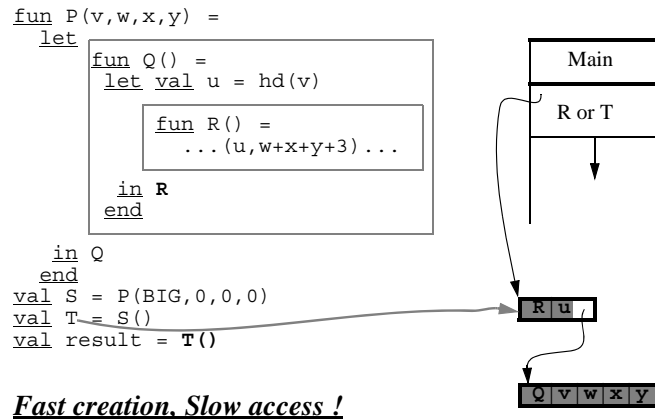 fun P(v,w,x,y) =
let
fun Q() =
let val u = hd(v)
fun R() =
...(u,w+x+y+3)...
in R
end
in Q
end
val S = P(BIG,0,0,0)
val T = S()
val result = T()
Fast creation, Slow access !
Main
R or T
R u
Q v w x y